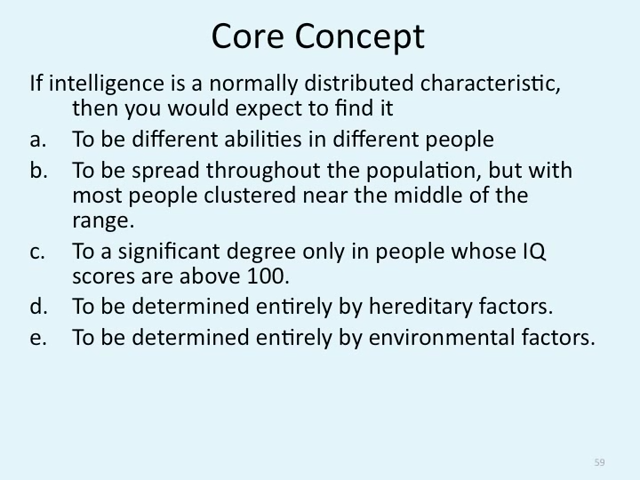 Core Concept
If intelligence is a normally distributed characteristic,
then you would expect to find it
a. To be different abilities in different people
b. To be spread throughout the population, but with
most people clustered near the middle of the
range.
c. To a significant degree only in people whose IQ
scores are above 100.
d. To be determined entirely by hereditary factors.
e. To be determined entirely by environmental factors.
59